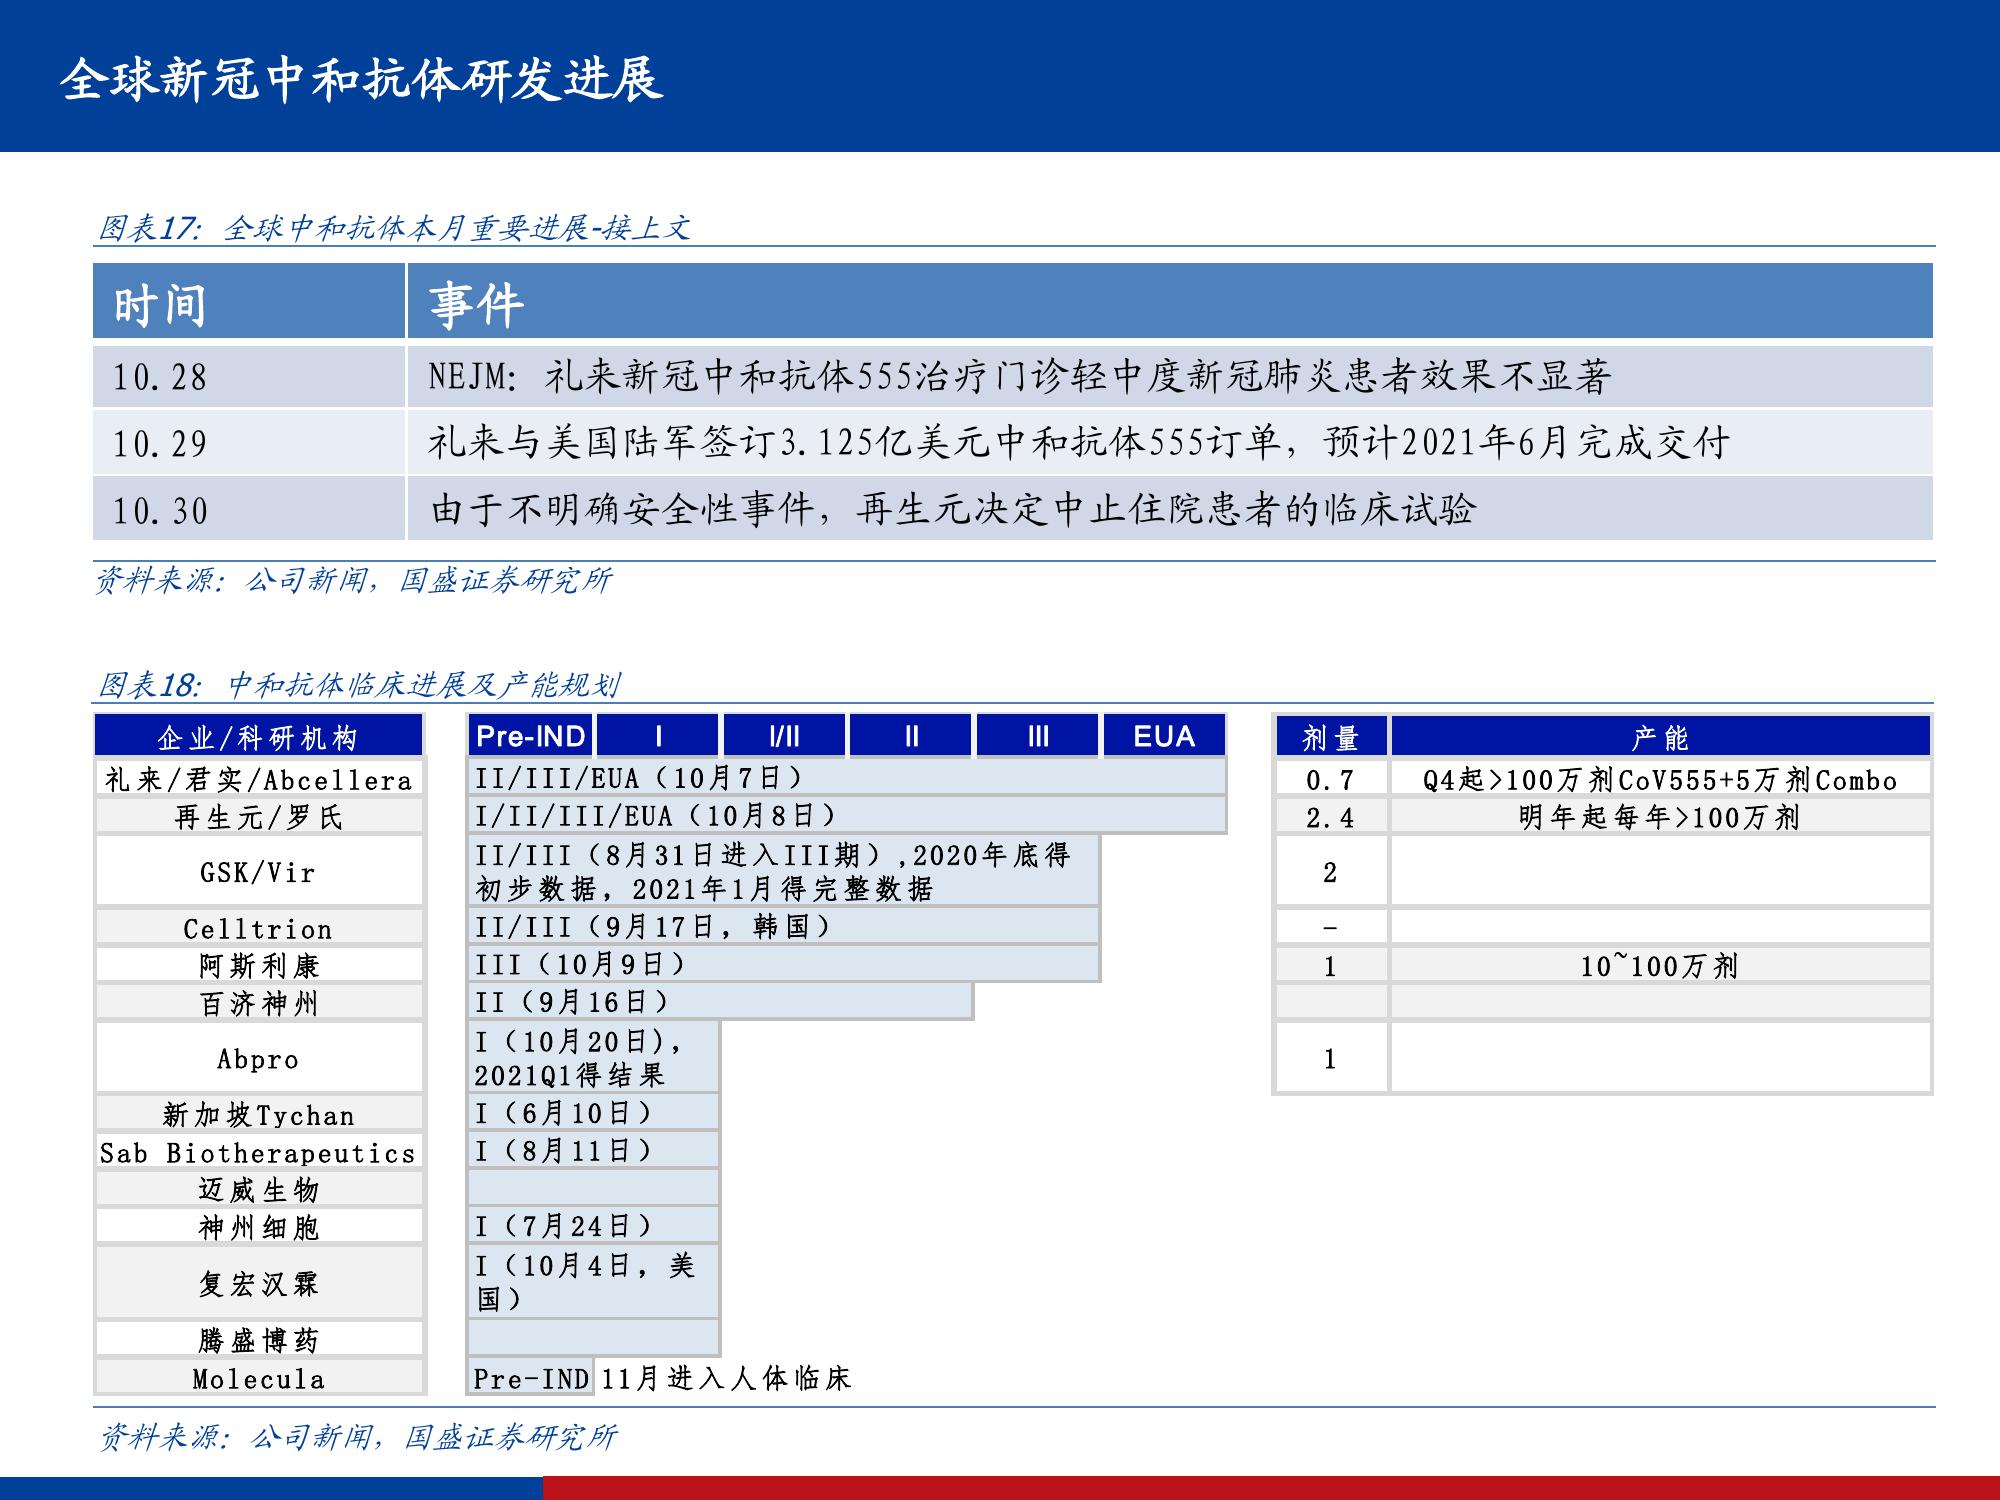 全球新冠中和抗体研发进展
图表17：全球中和抗体本月重要进展-接上文
时间 事件
10.28 NEJM：礼来新冠中和抗体555治疗门诊轻中度新冠肺炎患者效果不显著
10.29 礼来与美国陆军签订3.125亿美元中和抗体555订单，预计2021年6月完成交付
10.30 由于不明确安全性事件，再生元决定中止住院患者的临床试验
资料来源：公司新闻，国盛证券研究所
图表18：中和抗体临床进展及产能规划
企业/科研机构 Pre-IND I I/II II III EUA 剂量 产能
礼来/君实/Abcellera II/III/EUA（10月7日） 0.7 Q4起>100万剂CoV555+5万剂Combo
再生元/罗氏 I/II/III/EUA（10月8日） 2.4 明年起每年>100万剂
GSK/Vir II/III（8月31日进入III期）,2020年底得 2
初步数据，2021年1月得完整数据
Celltrion II/III（9月17日，韩国） -
阿斯利康 III（10月9日） 1 10~100万剂
百济神州 II（9月16日）
Abpro I（10月20日）， 1
2021Q1得结果
新加坡Tychan I（6月10日）
Sab Biotherapeutics I（8月11日）
迈威生物
神州细胞 I（7月24日）
复宏汉霖 I（10月4日，美
国）
腾盛博药
Molecula Pre-IND 11月进入人体临床
资料来源：公司新闻，国盛证券研究所